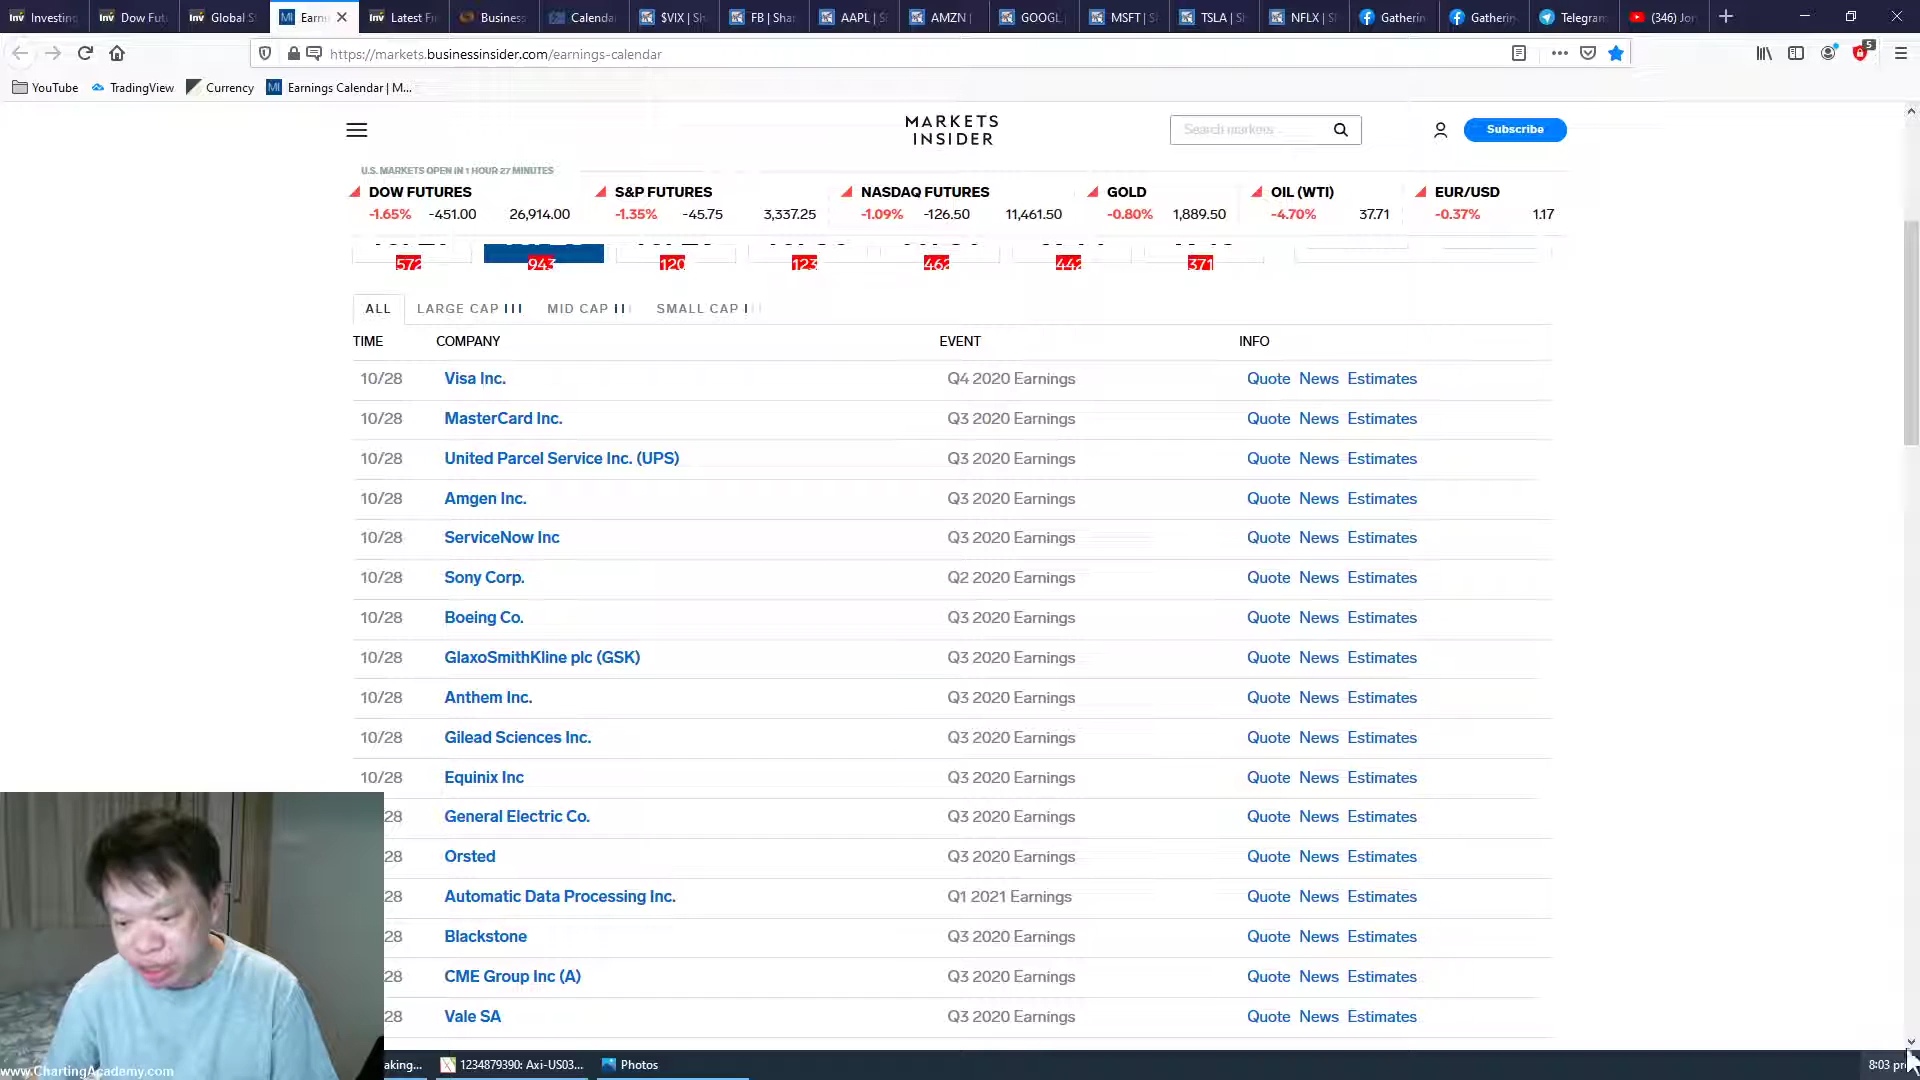 Investing
Dow Fut
Global S
Earn
Latest Fi
Business
Calenda
$VIX | Sh
FB | Shar
AAPL | S
AMZN |
GOOGL
MSFT | S
TSLA | Sh
NFLX | S
Gatherin
Gatherin
Telegram
(346) Jon
https://markets.businessinsider.com/earnings-calendar
5
YouTube
TradingView
Currency
Earnings Calendar | M...
MARKETS
INSIDER
Search markets ...
Subscribe
U.S. MARKETS OPEN IN 1 HOUR 27 MINUTES
DOW FUTURES
-1.65% -451.00 26,914.00
S&P FUTURES
-1.35% -45.75 3,337.25
NASDAQ FUTURES
-1.09% -126.50 11,461.50
GOLD
-0.80% 1,889.50
OIL (WTI)
-4.70% 37.71
EUR/USD
-0.37% 1.17
572 943 120 123 462 442 371
ALL LARGE CAP MID CAP SMALL CAP
TIME COMPANY EVENT INFO
10/28 Visa Inc. Q4 2020 Earnings Quote News Estimates
10/28 MasterCard Inc. Q3 2020 Earnings Quote News Estimates
10/28 United Parcel Service Inc. (UPS) Q3 2020 Earnings Quote News Estimates
10/28 Amgen Inc. Q3 2020 Earnings Quote News Estimates
10/28 ServiceNow Inc Q3 2020 Earnings Quote News Estimates
10/28 Sony Corp. Q2 2020 Earnings Quote News Estimates
10/28 Boeing Co. Q3 2020 Earnings Quote News Estimates
10/28 GlaxoSmithKline plc (GSK) Q3 2020 Earnings Quote News Estimates
10/28 Anthem Inc. Q3 2020 Earnings Quote News Estimates
10/28 Gilead Sciences Inc. Q3 2020 Earnings Quote News Estimates
10/28 Equinix Inc Q3 2020 Earnings Quote News Estimates
28 General Electric Co. Q3 2020 Earnings Quote News Estimates
28 Orsted Q3 2020 Earnings Quote News Estimates
28 Automatic Data Processing Inc. Q1 2021 Earnings Quote News Estimates
28 Blackstone Q3 2020 Earnings Quote News Estimates
28 CME Group Inc (A) Q3 2020 Earnings Quote News Estimates
28 Vale SA Q3 2020 Earnings Quote News Estimates
aking...
1234879390: Axi-US03...
Photos
8:03 pm
www.ChartingAcademy.com